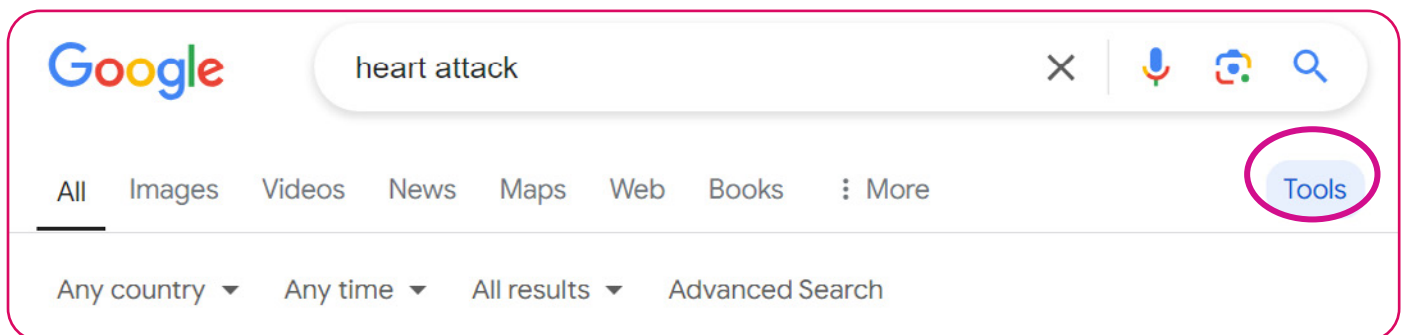 Google heart attack
All Images Videos News Maps Web Books More Tools
Any country Any time All results Advanced Search